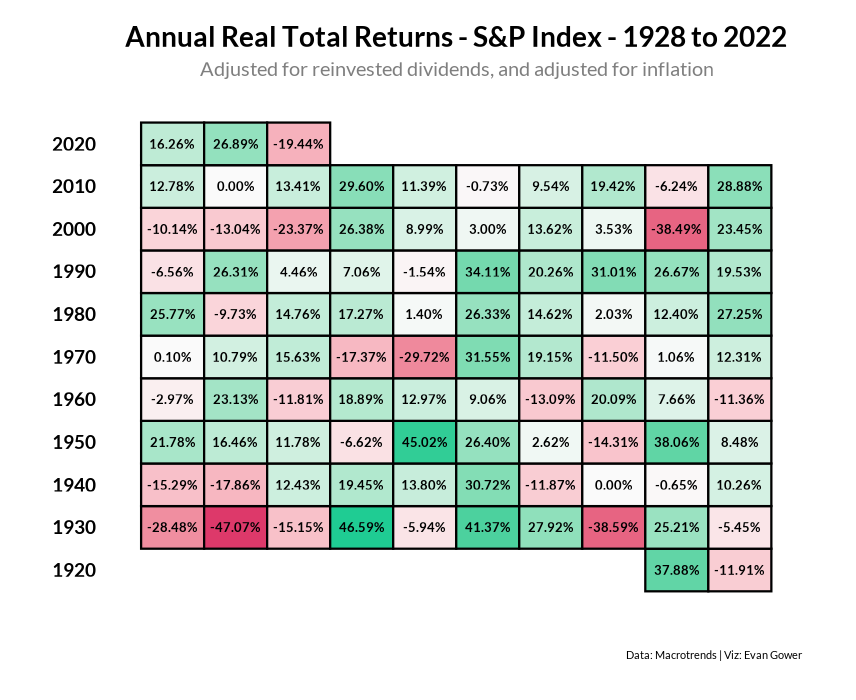 Annual Real Total Returns - S&P Index - 1928 to 2022
Adjusted for reinvested dividends, and adjusted for inflation
2020 16.26% 26.89% -19.44%
2010 12.78% 0.00% 13.41% 29.60% 11.39% -0.73% 9.54% 19.42% -6.24% 28.88%
2000 -10.14% -13.04% -23.37% 26.38% 8.99% 3.00% 13.62% 3.53% -38.49% 23.45%
1990 -6.56% 26.31% 4.46% 7.06% -1.54% 34.11% 20.26% 31.01% 26.67% 19.53%
1980 25.77% -9.73% 14.76% 17.27% 1.40% 26.33% 14.62% 2.03% 12.40% 27.25%
1970 0.10% 10.79% 15.63% -17.37% -29.72% 31.55% 19.15% -11.50% 1.06% 12.31%
1960 -2.97% 23.13% -11.81% 18.89% 12.97% 9.06% -13.09% 20.09% 7.66% -11.36%
1950 21.78% 16.46% 11.78% -6.62% 45.02% 26.40% 2.62% -14.31% 38.06% 8.48%
1940 -15.29% -17.86% 12.43% 19.45% 13.80% 30.72% -11.87% 0.00% -0.65% 10.26%
1930 -28.48% -47.07% -15.15% 46.59% -5.94% 41.37% 27.92% -38.59% 25.21% -5.45%
1920 37.88% -11.91%
Data: Macrotrends | Viz: Evan Gower